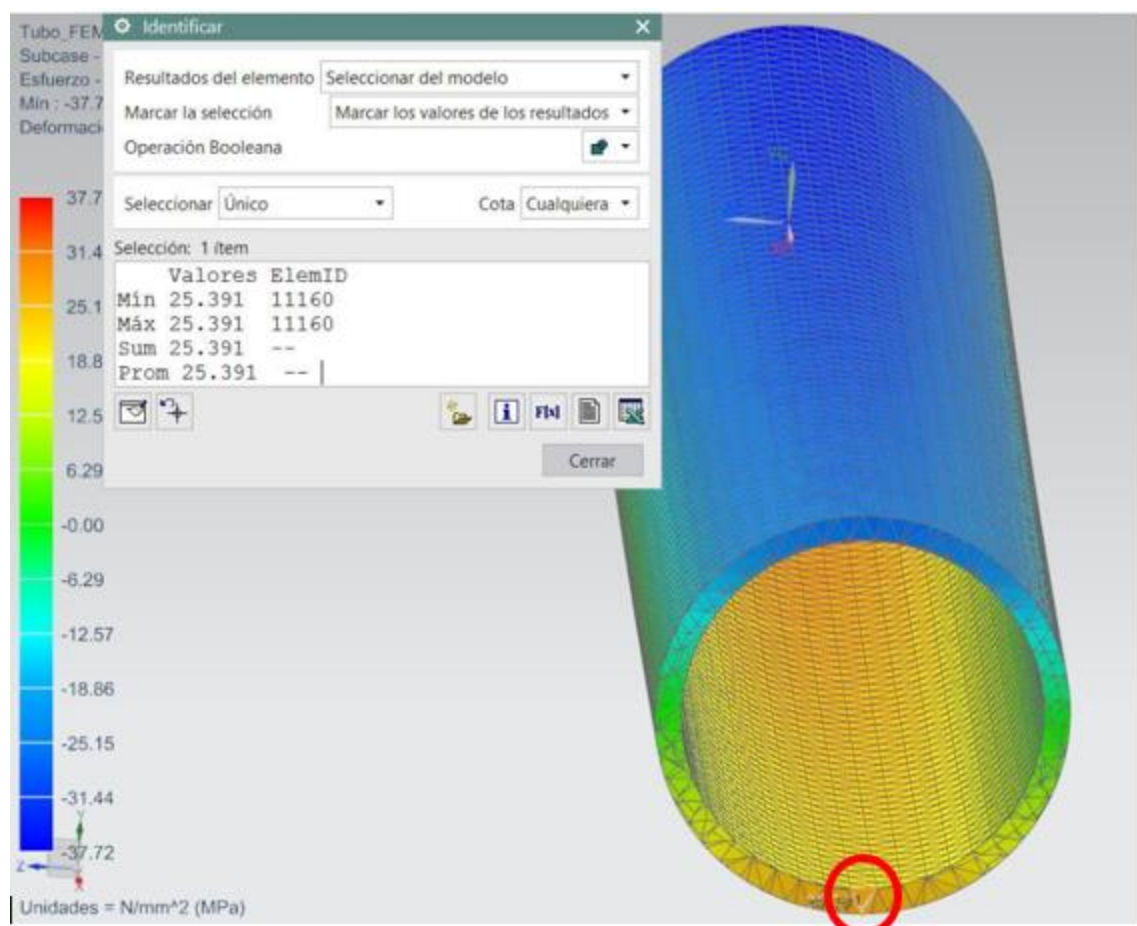 Tubo_FEM
Subcase -
Esfuerzo -
Mín : -37.7
Deformaci
Identificar
Resultados del elemento Seleccionar del modelo
Marcar la selección Marcar los valores de los resultados
Operación Booleana
Seleccionar Único Cota Cualquiera
Selección: 1 ítem
Valores ElemID
Mín 25.391 11160
Máx 25.391 11160
Sum 25.391 --
Prom 25.391 --
F[x]
Cerrar
37.7
31.4
25.1
18.8
12.5
6.29
-0.00
-6.29
-12.57
-18.86
-25.15
-31.44
-37.72
Y
Z
X
Unidades = N/mm^2 (MPa)